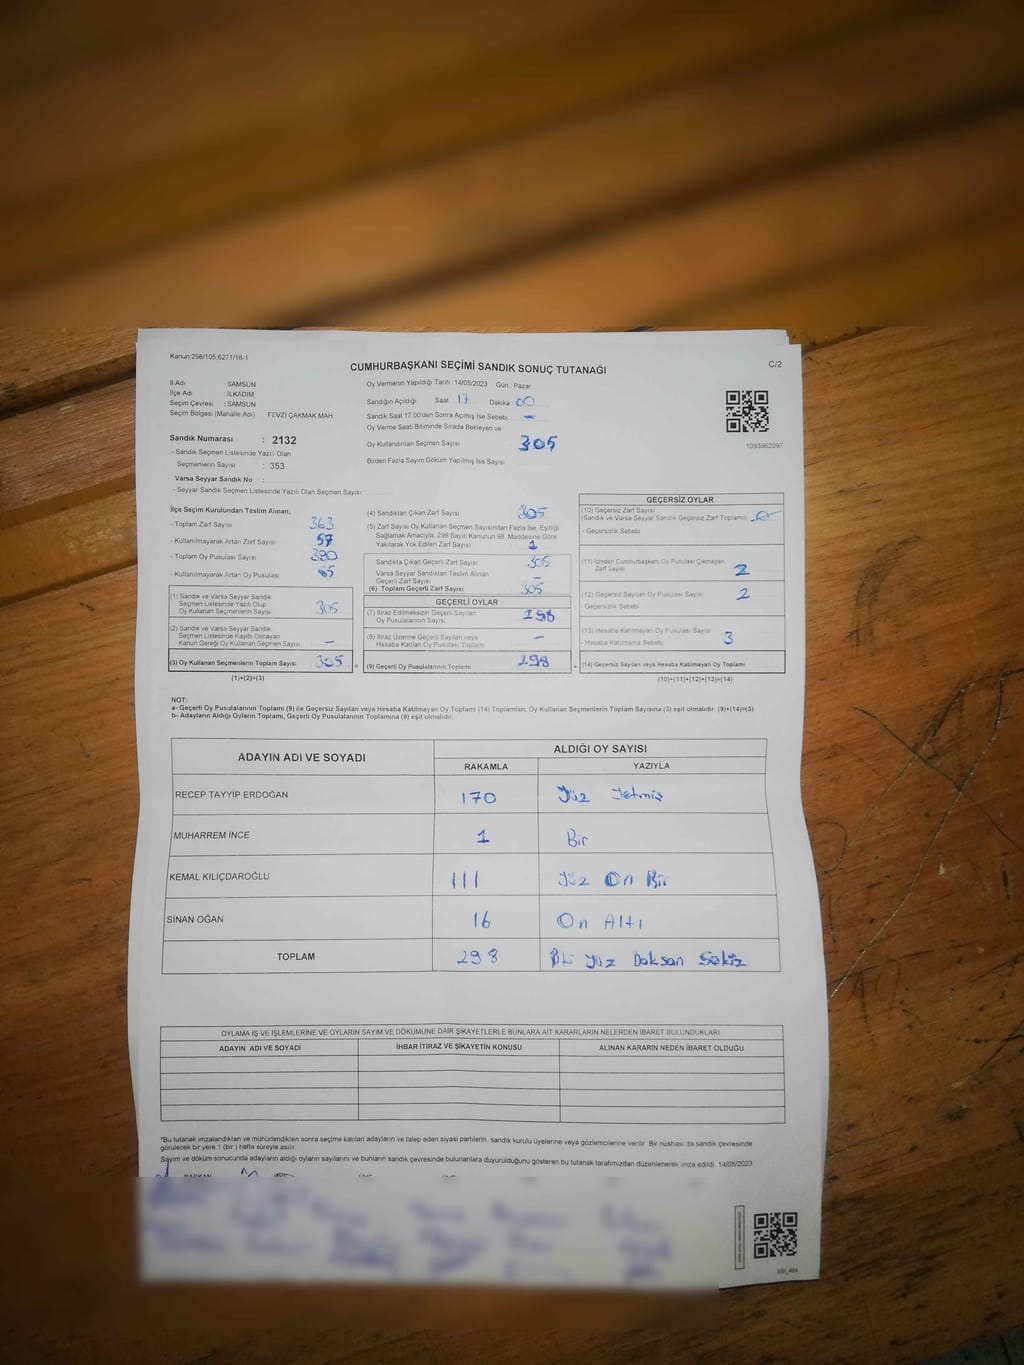 Kanun;298/105,6271/18-1
CUMHURBAŞKANI SEÇİMİ SANDIK SONUÇ TUTANAĞI
C/2
İl Adı SAMSUN
İlçe Adı İLKADIM
Seçim Çevresi : SAMSUN
Seçim Bölgesi (Mahalle Adı) FEVZİ ÇAKMAK MAH.
Oy Vermenin Yapıldığı Tarih :14/05/2023 Gün : Pazar
Sandığın Açıldığı Saat 17 Dakika : 00
Sandık Saat 17:00'den Sonra Açımış İse Sebebi –
Oy Verme Saati Bitiminde Sırada Bekleyen ve
Oy Kullandırılan Seçmen Sayısı 305
Birden Fazla Sayım Döküm Yapılmış İse Sayısı
1093962097
Sandık Numarası : 2132
- Sandık Seçmen Listesinde Yazılı Olan
Seçmenlerin Sayısı : 353
Varsa Seyyar Sandık No :
- Seyyar Sandık Seçmen Listesinde Yazılı Olan Seçmen Sayısı
İlçe Seçim Kurulundan Teslim Alınan;
- Toplam Zarf Sayısı 363
- Kullanılmayarak Artan Zarf Sayısı 57
- Toplam Oy Pusulası Sayısı 390
- Kullanılmayarak Artan Oy Pusulası 85
(1) Sandık ve Varsa Seyyar Sandık
Seçmen Listesinde Yazılı Olup
Oy Kullanan Seçmenlerin Sayısı 305
(2) Sandık ve Varsa Seyyar Sandık
Seçmen Listesinde Kayıtlı Olmayan
Kanun Gereği Oy Kullanan Seçmen Sayısı –
(3) Oy Kullanan Seçmenlerin Toplam Sayısı 305
(1)+(2)=(3)
(4) Sandıktan Çıkan Zarf Sayısı 305
(5) Zarf Sayısı Oy Kullanan Seçmen Sayısından Fazla İse, Eşitliği
Sağlamak Amacıyla; 298 Sayılı Kanunun 98. Maddesine Göre
Yakılarak Yok Edilen Zarf Sayısı 1
Sandıkta Çıkan Geçerli Zarf Sayısı 305
Varsa Seyyar Sandıktan Teslim Alınan
Geçerli Zarf Sayısı –
(6) Toplam Geçerli Zarf Sayısı 305
GEÇERLİ OYLAR
(7) İtiraz Edilmeksizin Geçerli Sayılan
Oy Pusulalarının Sayısı 298
(8) İtiraz Üzerine Geçerli Sayılan veya
Hesaba Katılan Oy Pusulası Toplamı –
(9) Geçerli Oy Pusulalarının Toplamı 298
GEÇERSİZ OYLAR
(10) Geçersiz Zarf Sayısı
(Sandık ve Varsa Seyyar Sandık Geçersiz Zarf Toplamı)
- Geçersizlik Sebebi
(11) İçinden Cumhurbaşkanı Oy Pusulası Çıkmayan
Zarf Sayısı 2
(12) Geçersiz Sayılan Oy Pusulası Sayısı 2
- Geçersizlik Sebebi
(13) Hesaba Katılmayan Oy Pusulası Sayısı 3
- Hesaba Katılmama Sebebi
(14) Geçersiz Sayılan veya Hesaba Katılmayan Oy Toplamı
(10)+(11)+(12)+(13)=(14)
NOT:
a- Geçerli Oy Pusulalarının Toplamı (9) ile Geçersiz Sayılan veya Hesaba Katılmayan Oy Toplamı (14) Toplamları, Oy Kullanan Seçmenlerin Toplam Sayısına (3) eşit olmalıdır. (9)+(14)=(3)
b- Adayların Aldığı Oyların Toplamı, Geçerli Oy Pusulalarının Toplamına (9) eşit olmalıdır.
ADAYIN ADI VE SOYADI ALDIĞI OY SAYISI
RAKAMLA YAZIYLA
RECEP TAYYİP ERDOĞAN 170 Yüz Yetmiş
MUHARREM İNCE 1 Bir
KEMAL KILIÇDAROĞLU 111 Yüz On Bir
SİNAN OĞAN 16 On Altı
TOPLAM 298 Yüz Doksan Sekiz
OYLAMA İŞ VE İŞLEMLERİNE VE OYLARIN SAYIM VE DÖKÜMÜNE DAİR ŞİKAYETLERLE BUNLARA AİT KARARLARIN NELERDEN İBARET BULUNDUKLARI
ADAYIN ADI VE SOYADI İHBAR İTİRAZ VE ŞİKAYETİN KONUSU ALINAN KARARIN NEDEN İBARET OLDUĞU
*Bu tutanak imzalandıktan ve mühürlendikten sonra seçime katılan adayların ve talep eden siyasi partilerin sandık kurulu üyelerine veya gözlemcilerine verilir. Bir nüshası da sandık çevresinde
görülecek bir yere 1 (bir ) hafta süreyle asılır.
Sayım ve döküm sonucunda adayların aldığı oyların sayılarını ve bunların sandık çevresinde bulunanlara duyurulduğunu gösteren bu tutanak tarafımızdan düzenlenerek imza edildi. 14/05/2023